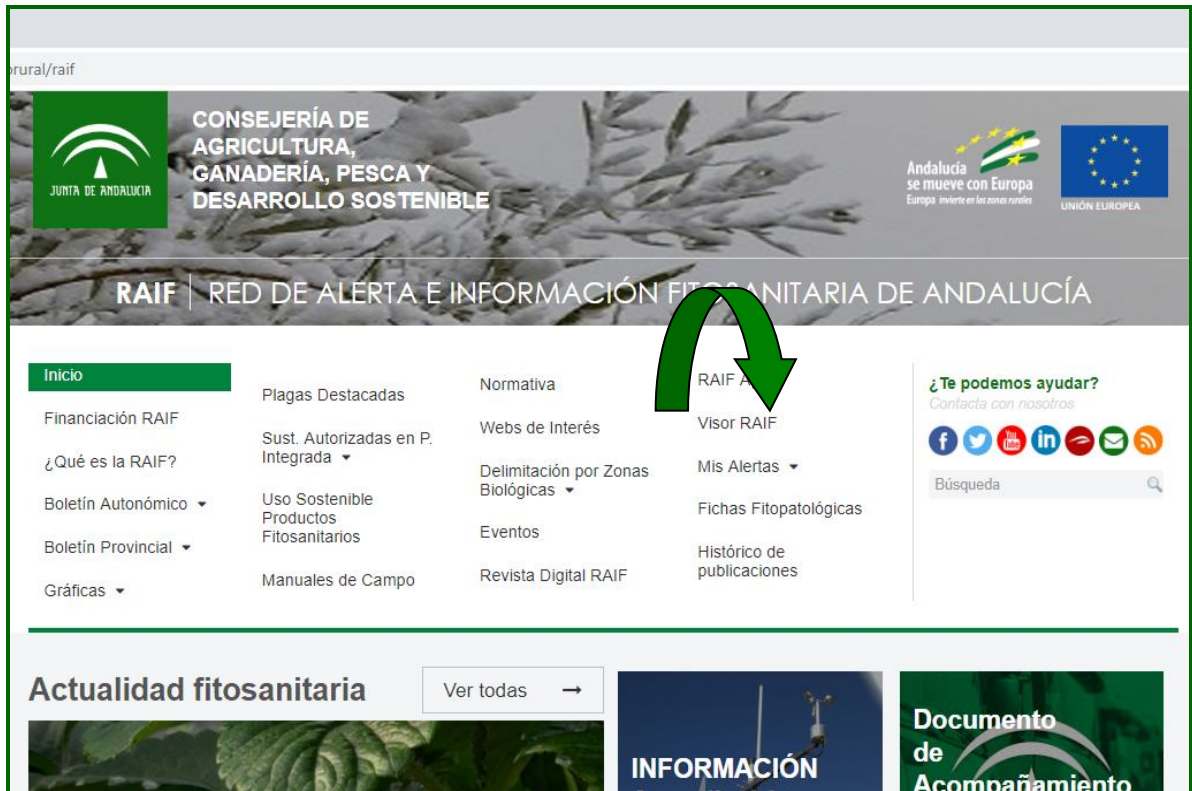 orural/raif
JUNTA DE ANDALUCIA
CONSEJERÍA DE
AGRICULTURA,
GANADERÍA, PESCA Y
DESARROLLO SOSTENIBLE
Andalucía
se mueve con Europa
Europa invierte en las zonas rurales
UNIÓN EUROPEA
RAIF | RED DE ALERTA E INFORMACIÓN FITOSANITARIA DE ANDALUCÍA
Inicio
Financiación RAIF
¿Qué es la RAIF?
Boletín Autonómico
Boletín Provincial
Gráficas
Plagas Destacadas
Sust. Autorizadas en P.
Integrada
Uso Sostenible
Productos
Fitosanitarios
Manuales de Campo
Normativa
Webs de Interés
Delimitación por Zonas
Biológicas
Eventos
Revista Digital RAIF
RAIF
Visor RAIF
Mis Alertas
Fichas Fitopatológicas
Histórico de
publicaciones
¿Te podemos ayudar?
Contacta con nosotros
You Tube
Búsqueda
Actualidad fitosanitaria
Ver todas →
INFORMACIÓN
Documento
de
Acompañamiento